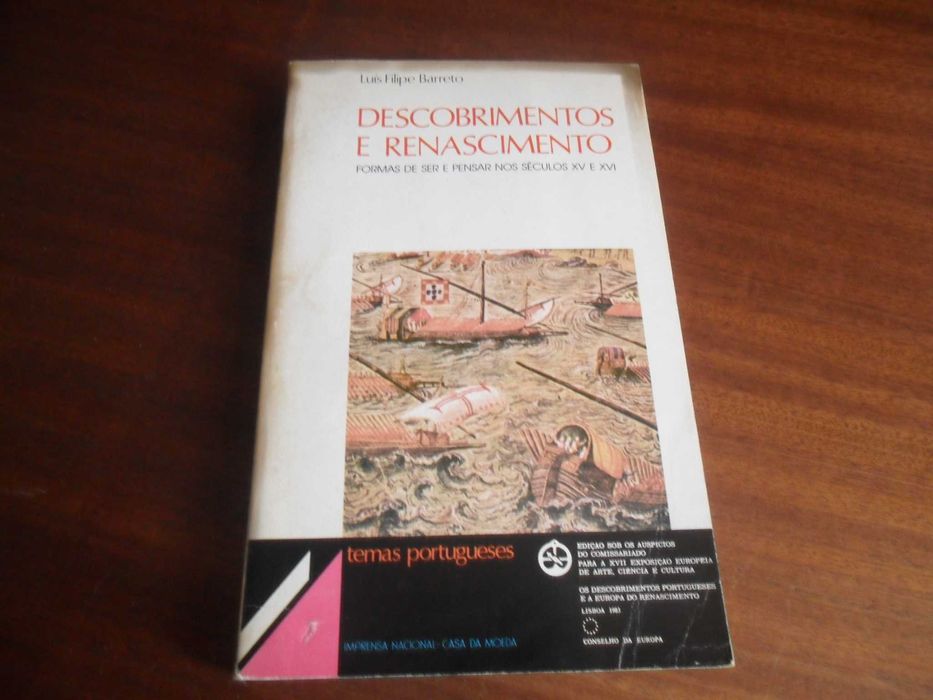 Luís Filipe Barreto
DESCOBRIMENTOS
E RENASCIMENTO
FORMAS DE SER E PENSAR NOS SÉCULOS XV E XVI
temas portugueses
EDIÇÃO SOB OS AUSPÍCIOS
DO COMISSARIADO
PARA A XVII EXPOSIÇÃO EUROPEIA
DE ARTE, CIÊNCIA E CULTURA
OS DESCOBRIMENTOS PORTUGUESES
E A EUROPA DO RENASCIMENTO
LISBOA 1983
CONSELHO DA EUROPA
IMPRENSA NACIONAL-CASA DA MOEDA